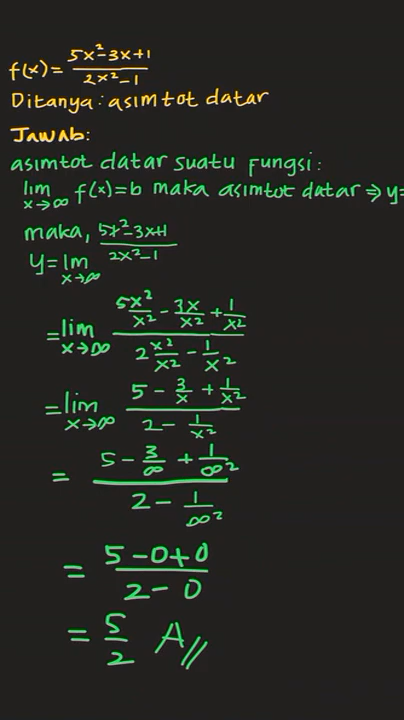 f(x)= 5x²-3x+1 / 2x²-1
Ditanya: asimtot datar
Jawab:
asimtot datar suatu fungsi:
lim x→∞ f(x)=b maka asimtot datar ⇒ y=
maka,
y= lim x→∞ 5x²-3x+1 / 2x²-1
= lim x→∞ 5x²/x² - 3x/x² + 1/x² / 2x²/x² - 1/x²
= lim x→∞ 5 - 3/x + 1/x² / 2 - 1/x²
= 5 - 3/∞ + 1/∞² / 2 - 1/∞²
= 5-0+0 / 2-0
= 5/2 A//